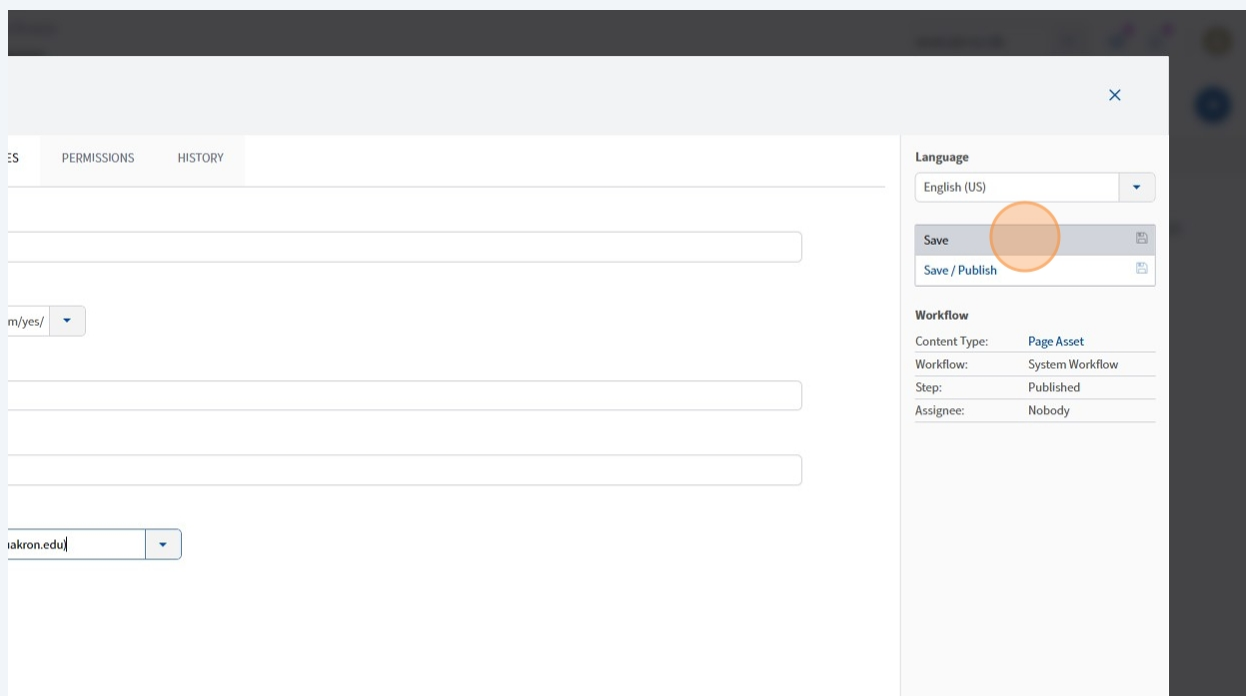 ES PERMISSIONS HISTORY
m/yes/
akron.edu)
Language
English (US)
Save
Save / Publish
Workflow
Content Type: Page Asset
Workflow: System Workflow
Step: Published
Assignee: Nobody